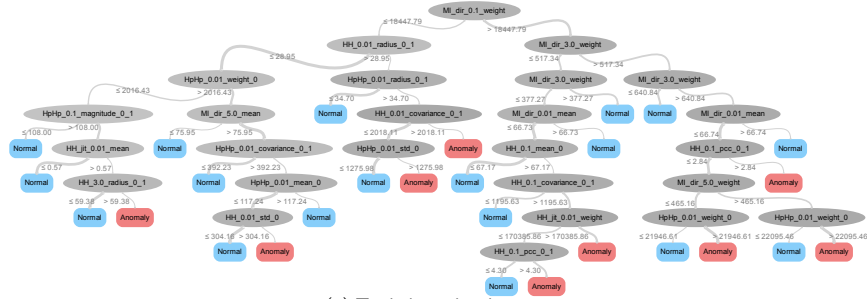 MI_dir_0.1_weight
≤ 18447.79 > 18447.79
HH_0.01_radius_0_1 MI_dir_3.0_weight
≤ 28.95 > 28.95 ≤ 517.34 > 517.34
HpHp_0.01_weight_0 HpHp_0.01_radius_0_1 MI_dir_3.0_weight MI_dir_3.0_weight
≤ 2016.43 > 2016.43 ≤ 34.70 > 34.70 ≤ 377.27 > 377.27 ≤ 640.84 > 640.84
HpHp_0.1_magnitude_0_1 MI_dir_5.0_mean Normal HH_0.01_covariance_0_1 MI_dir_0.01_mean Normal Normal MI_dir_0.01_mean
≤ 108.00 > 108.00 ≤ 75.95 > 75.95 ≤ 2018.11 > 2018.11 ≤ 66.73 > 66.73 ≤ 66.74 > 66.74
Normal HH_jit_0.01_mean Normal HpHp_0.01_covariance_0_1 HpHp_0.01_std_0 Anomaly HH_0.1_mean_0 Normal HH_0.1_pcc_0_1 Normal
≤ 0.57 > 0.57 ≤ 392.23 > 392.23 ≤ 1275.98 > 1275.98 ≤ 67.17 > 67.17 ≤ 2.84 > 2.84
Normal HH_3.0_radius_0_1 Normal HpHp_0.01_mean_0 Normal Anomaly Normal HH_0.1_covariance_0_1 MI_dir_5.0_weight Anomaly
≤ 59.38 > 59.38 ≤ 117.24 > 117.24 ≤ 1195.63 > 1195.63 ≤ 465.16 > 465.16
Normal Anomaly HH_0.01_std_0 Normal Normal HH_jit_0.01_weight HpHp_0.01_weight_0 HpHp_0.01_weight_0
≤ 304.16 > 304.16 ≤ 170385.86 > 170385.86 ≤ 21946.61 > 21946.61 ≤ 22095.46 > 22095.46
Normal Anomaly HH_0.1_pcc_0_1 Anomaly Normal Anomaly Normal Anomaly
≤ 4.30 > 4.30
Normal Anomaly